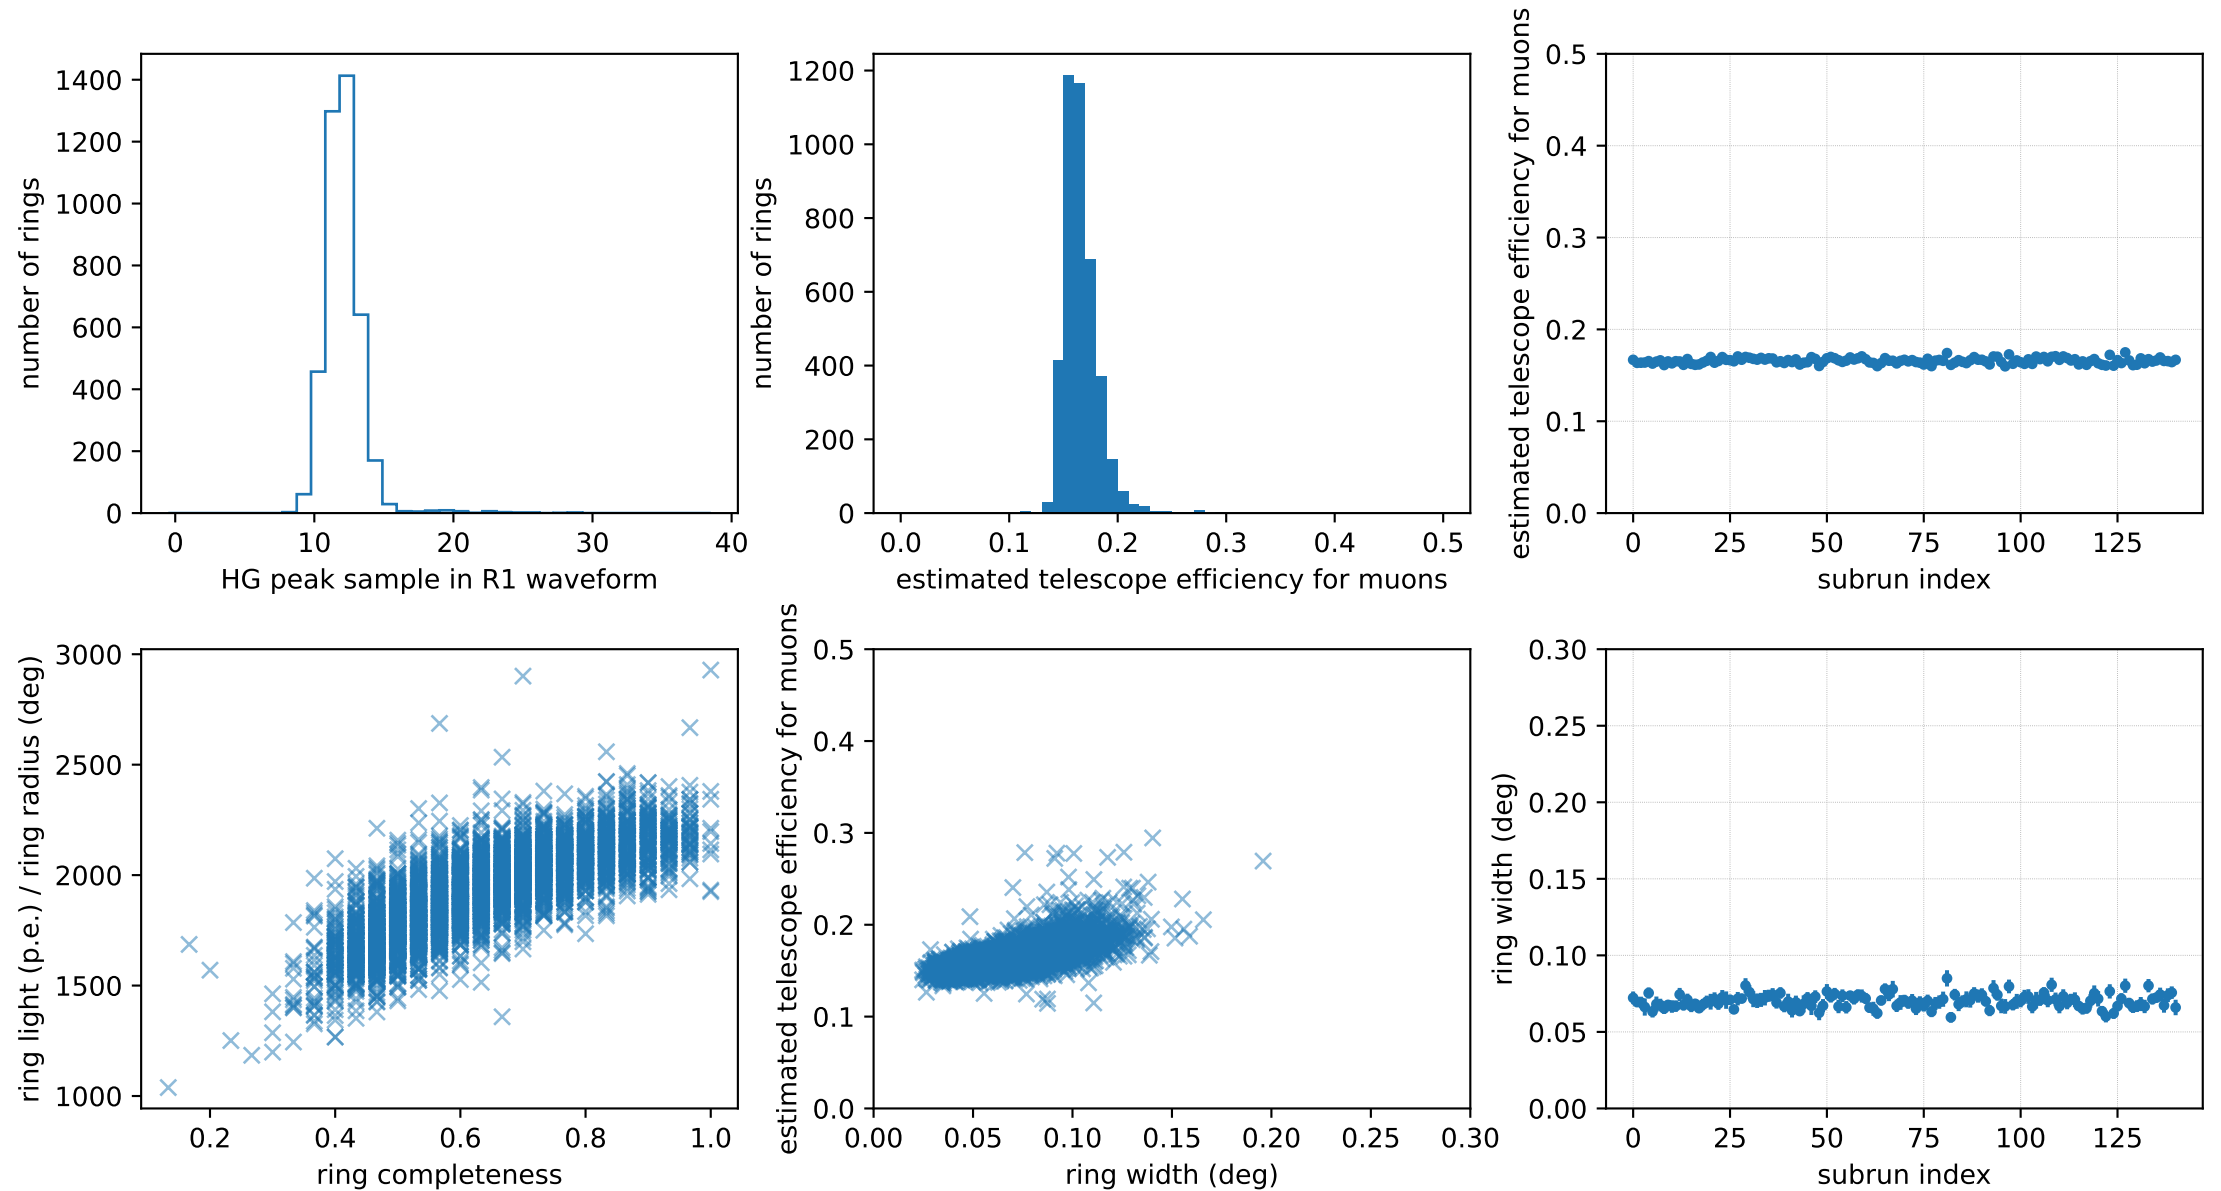 number of rings
1400
1200
1000
800
600
400
200
0
0 10 20 30 40
HG peak sample in R1 waveform
number of rings
1200
1000
800
600
400
200
0
0.0 0.1 0.2 0.3 0.4 0.5
estimated telescope efficiency for muons
estimated telescope efficiency for muons
0.5
0.4
0.3
0.2
0.1
0.0
0 25 50 75 100 125
subrun index
ring light (p.e.) / ring radius (deg)
3000
2500
2000
1500
1000
0.2 0.4 0.6 0.8 1.0
ring completeness
estimated telescope efficiency for muons
0.5
0.4
0.3
0.2
0.1
0.0
0.00 0.05 0.10 0.15 0.20 0.25 0.30
ring width (deg)
ring width (deg)
0.30
0.25
0.20
0.15
0.10
0.05
0.00
0 25 50 75 100 125
subrun index